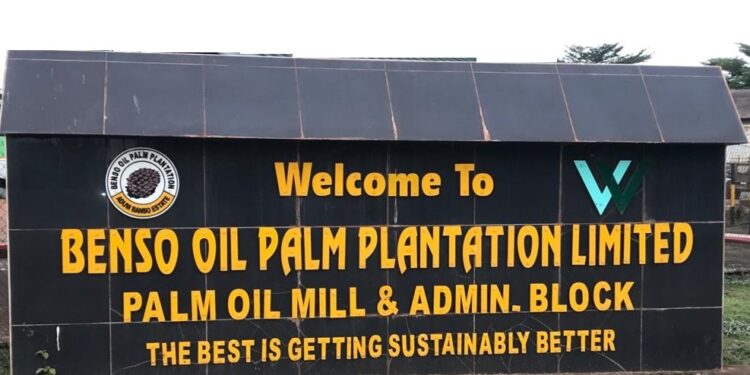 BENSO OIL PALM PLANTATION
ADUM BANSO ESTATE
Welcome To
W
BENSO OIL PALM PLANTATION LIMITED
PALM OIL MILL & ADMIN. BLOCK
THE BEST IS GETTING SUSTAINABLY BETTER